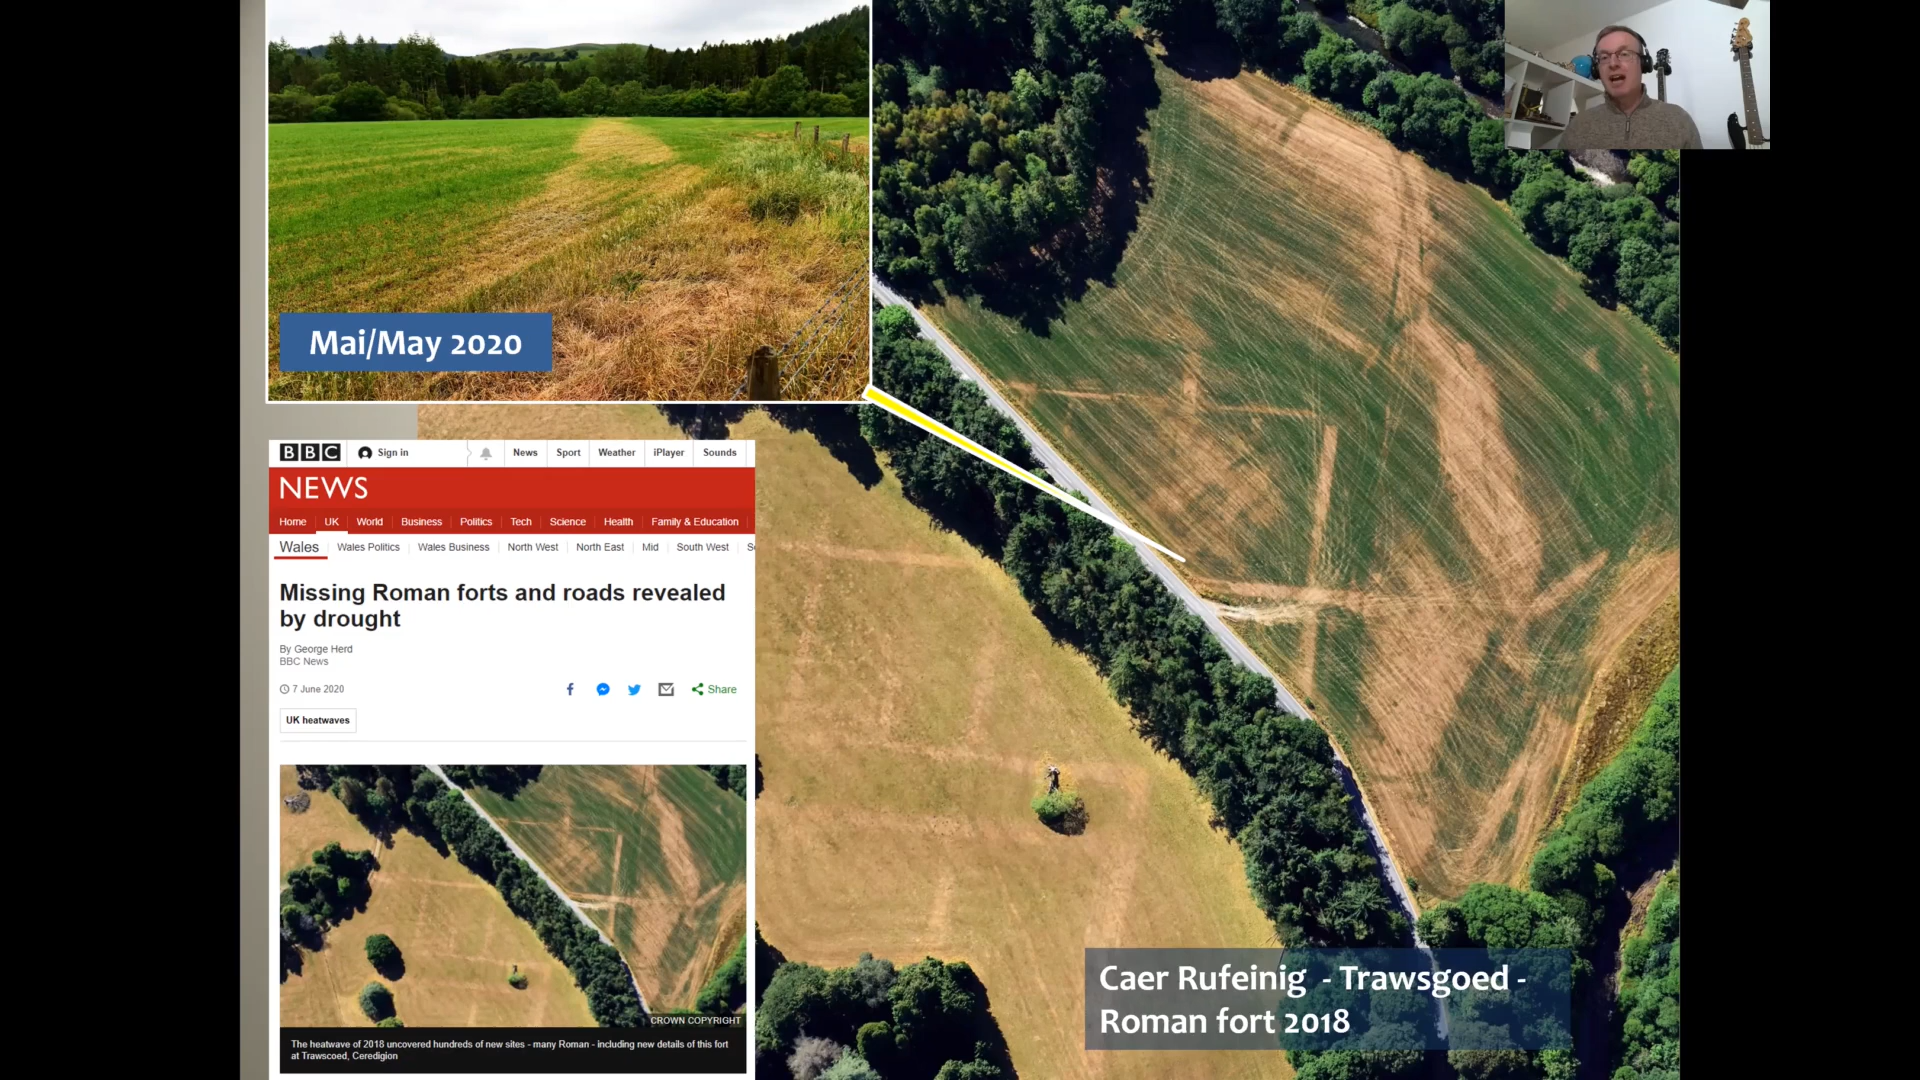 Mai/May 2020
BBC
Sign in
News
Sport
Weather
iPlayer
Sounds
NEWS
Home
UK
World
Business
Politics
Tech
Science
Health
Family & Education
Wales
Wales Politics
Wales Business
North West
North East
Mid
South West
Missing Roman forts and roads revealed
by drought
By George Herd
BBC News
7 June 2020
Share
UK heatwaves
CROWN COPYRIGHT
The heatwave of 2018 uncovered hundreds of new sites - many Roman - including new details of this fort
at Trawscoed, Ceredigion
Caer Rufeinig - Trawsgoed -
Roman fort 2018